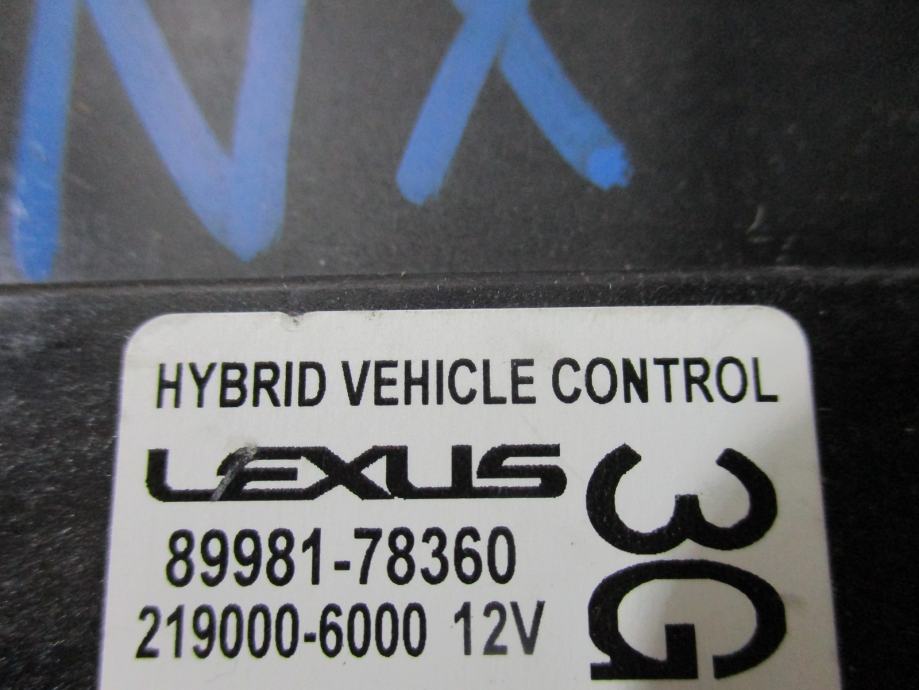 NX
HYBRID VEHICLE CONTROL
LEXUS
89981-78360
219000-6000 12V
3G